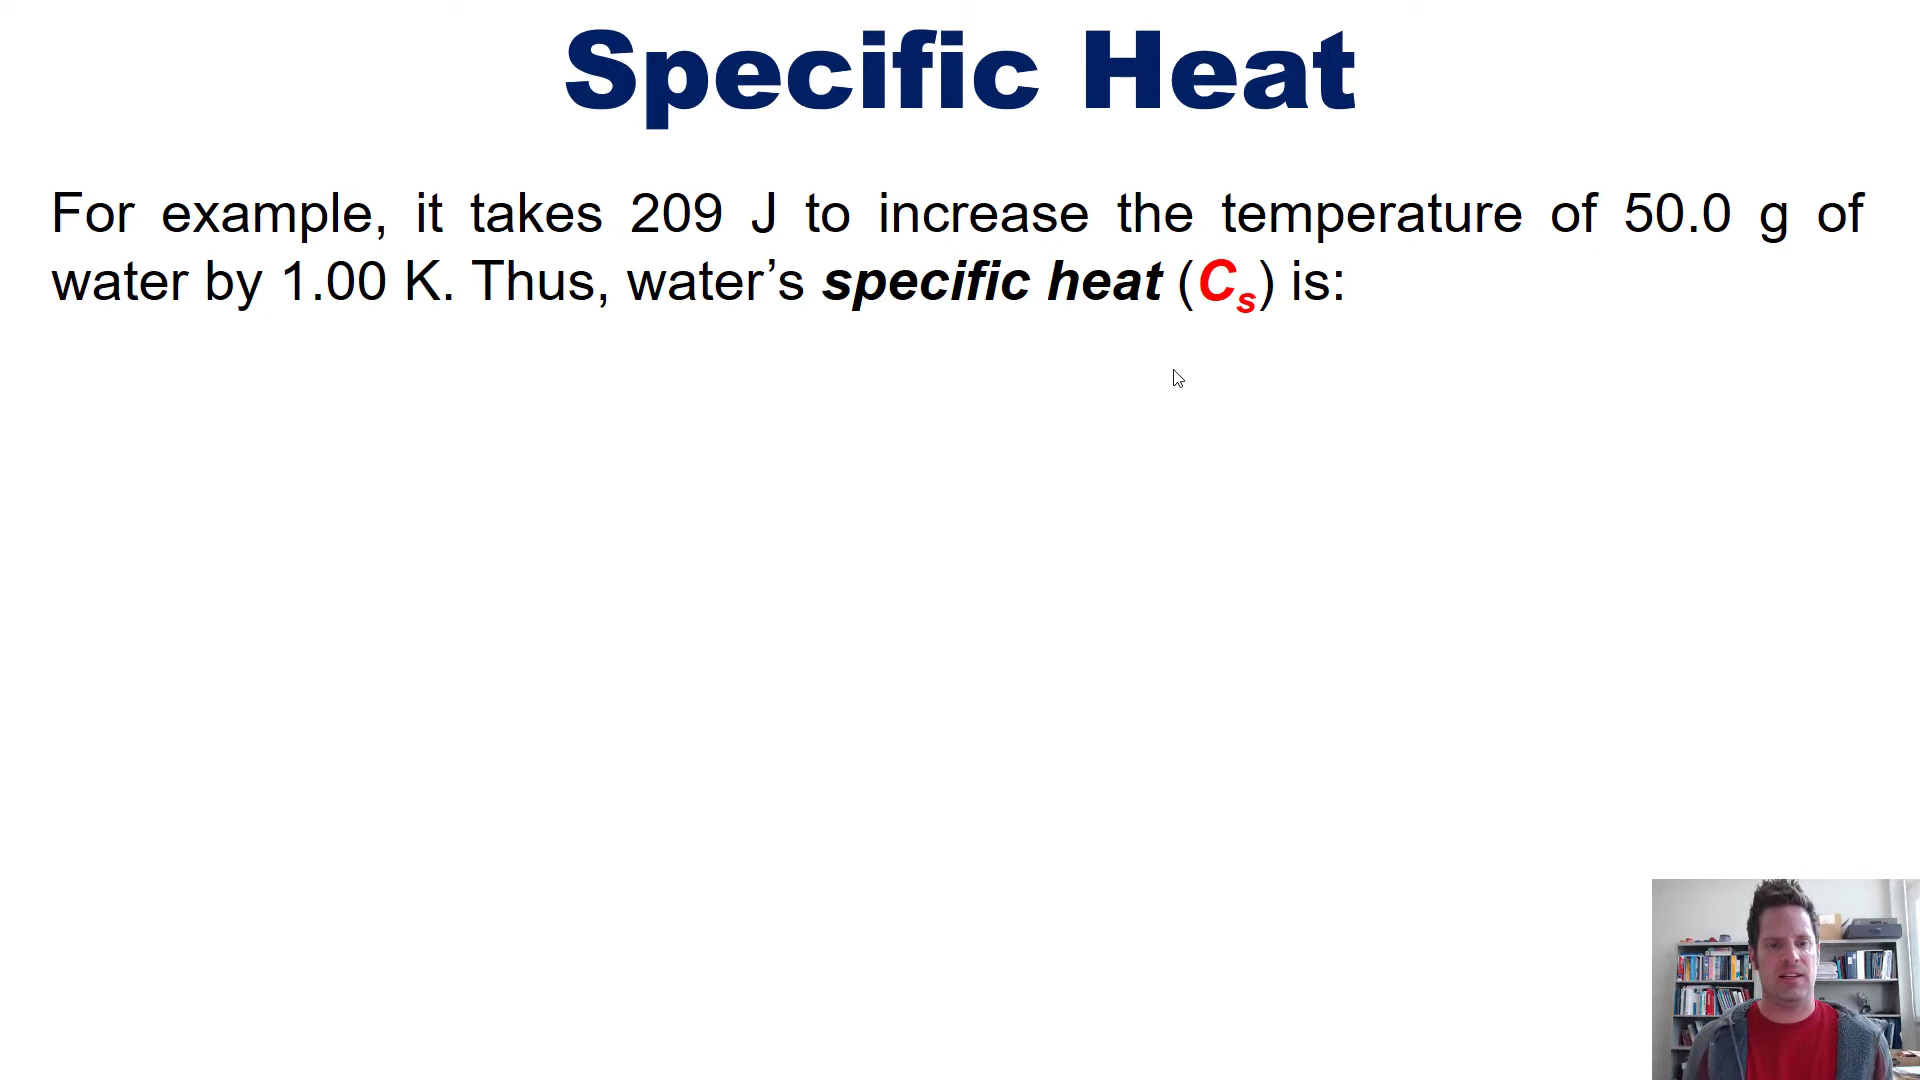 Specific Heat
For example, it takes 209 J to increase the temperature of 50.0 g of
water by 1.00 K. Thus, water’s specific heat (Cs) is: